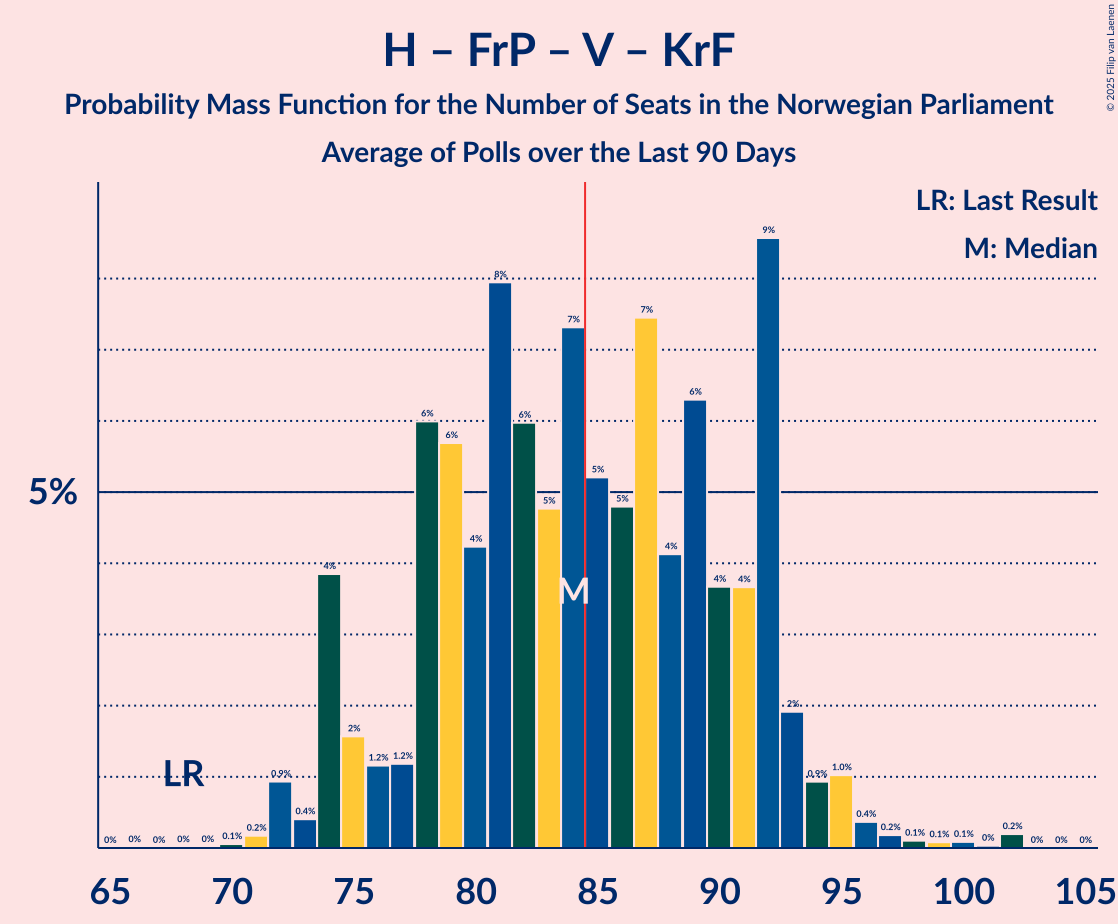 H – FrP – V – KrF
Probability Mass Function for the Number of Seats in the Norwegian Parliament
Average of Polls over the Last 90 Days
© 2025 Filip van Laenen
LR: Last Result
M: Median
5%
LR
M
0% 0% 0% 0% 0% 0.1% 0.2% 0.9% 0.4% 4% 2% 1.2% 1.2% 6% 6% 4% 8% 6% 5% 7% 5% 5% 7% 4% 6% 4% 4% 9% 2% 0.9% 1.0% 0.4% 0.2% 0.1% 0.1% 0.1% 0% 0.2% 0% 0% 0%
65 70 75 80 85 90 95 100 105